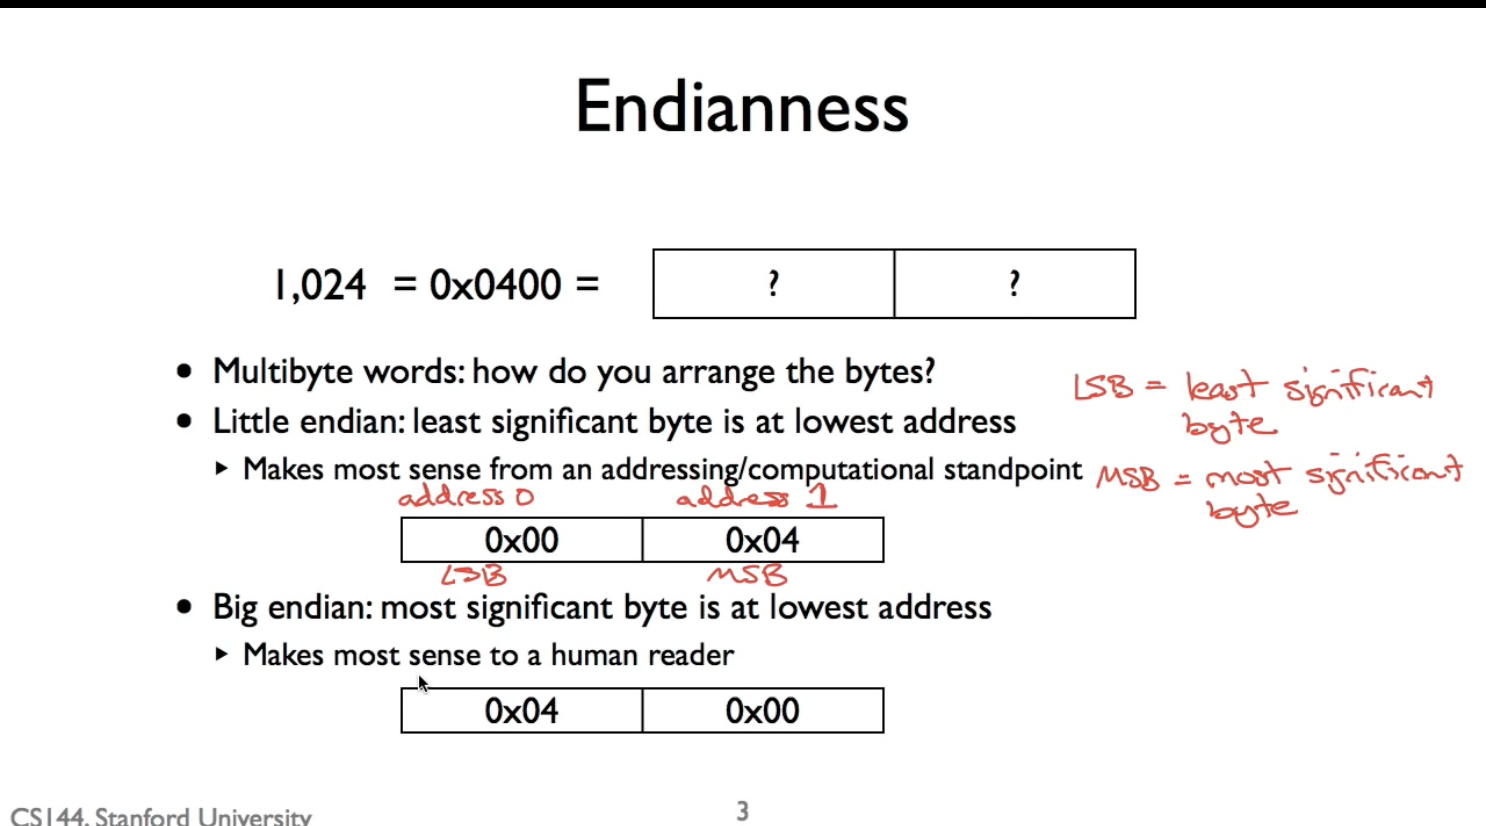 Endianness
1,024 = 0x0400 =
? ?
• Multibyte words: how do you arrange the bytes?
LSB = least significant
byte
• Little endian: least significant byte is at lowest address
▸ Makes most sense from an addressing/computational standpoint
MSB = most significant
byte
address 0 address 1
0x00 0x04
LSB MSB
• Big endian: most significant byte is at lowest address
▸ Makes most sense to a human reader
0x04 0x00
CS144, Stanford University
3